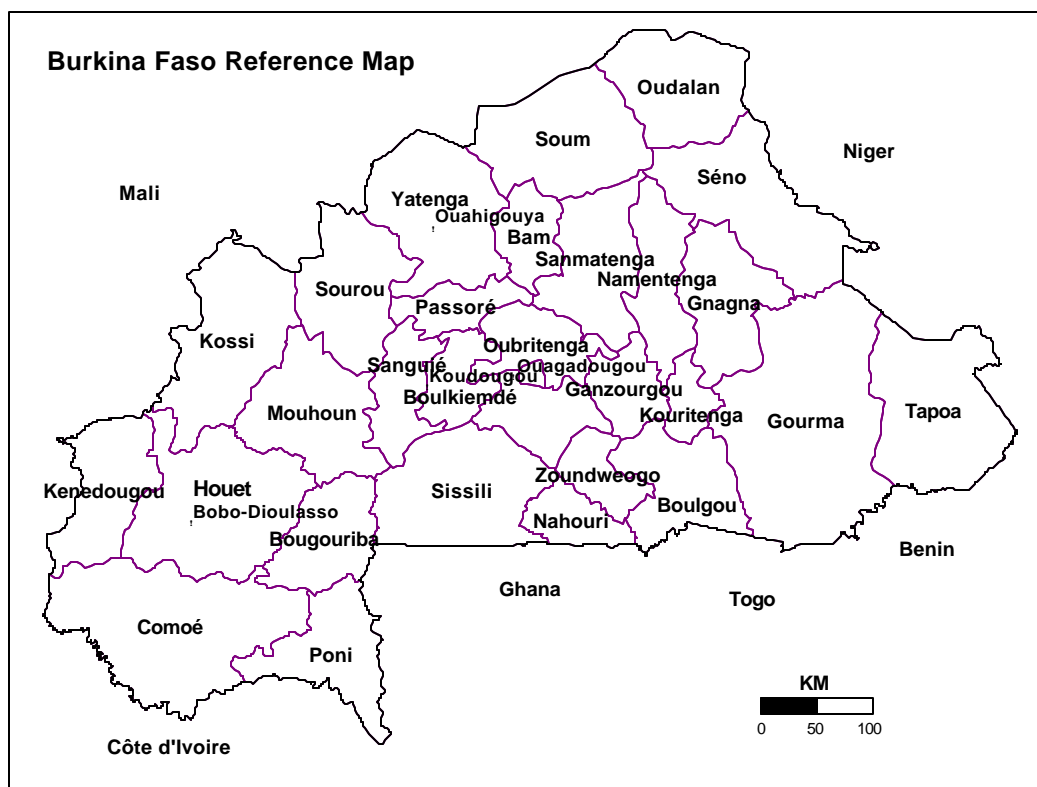 Burkina Faso Reference Map
Oudalan
Soum
Niger
Séno
Mali
Yatenga
Ouahigouya
Bam
Sanmatenga
Namentenga
Sourou
Gnagna
Passoré
Kossi
Oubritenga
Sanguié
Ouagadougou
Koudougou
Ganzourgou
Boulkiemdé
Mouhoun
Kouritenga
Tapoa
Gourma
Zoundweogo
Kenedougou
Houet
Sissili
Boulgou
Bobo-Dioulasso
Nahouri
Bougouriba
Benin
Ghana
Togo
Comoé
Poni
KM
0 50 100
Côte d'Ivoire